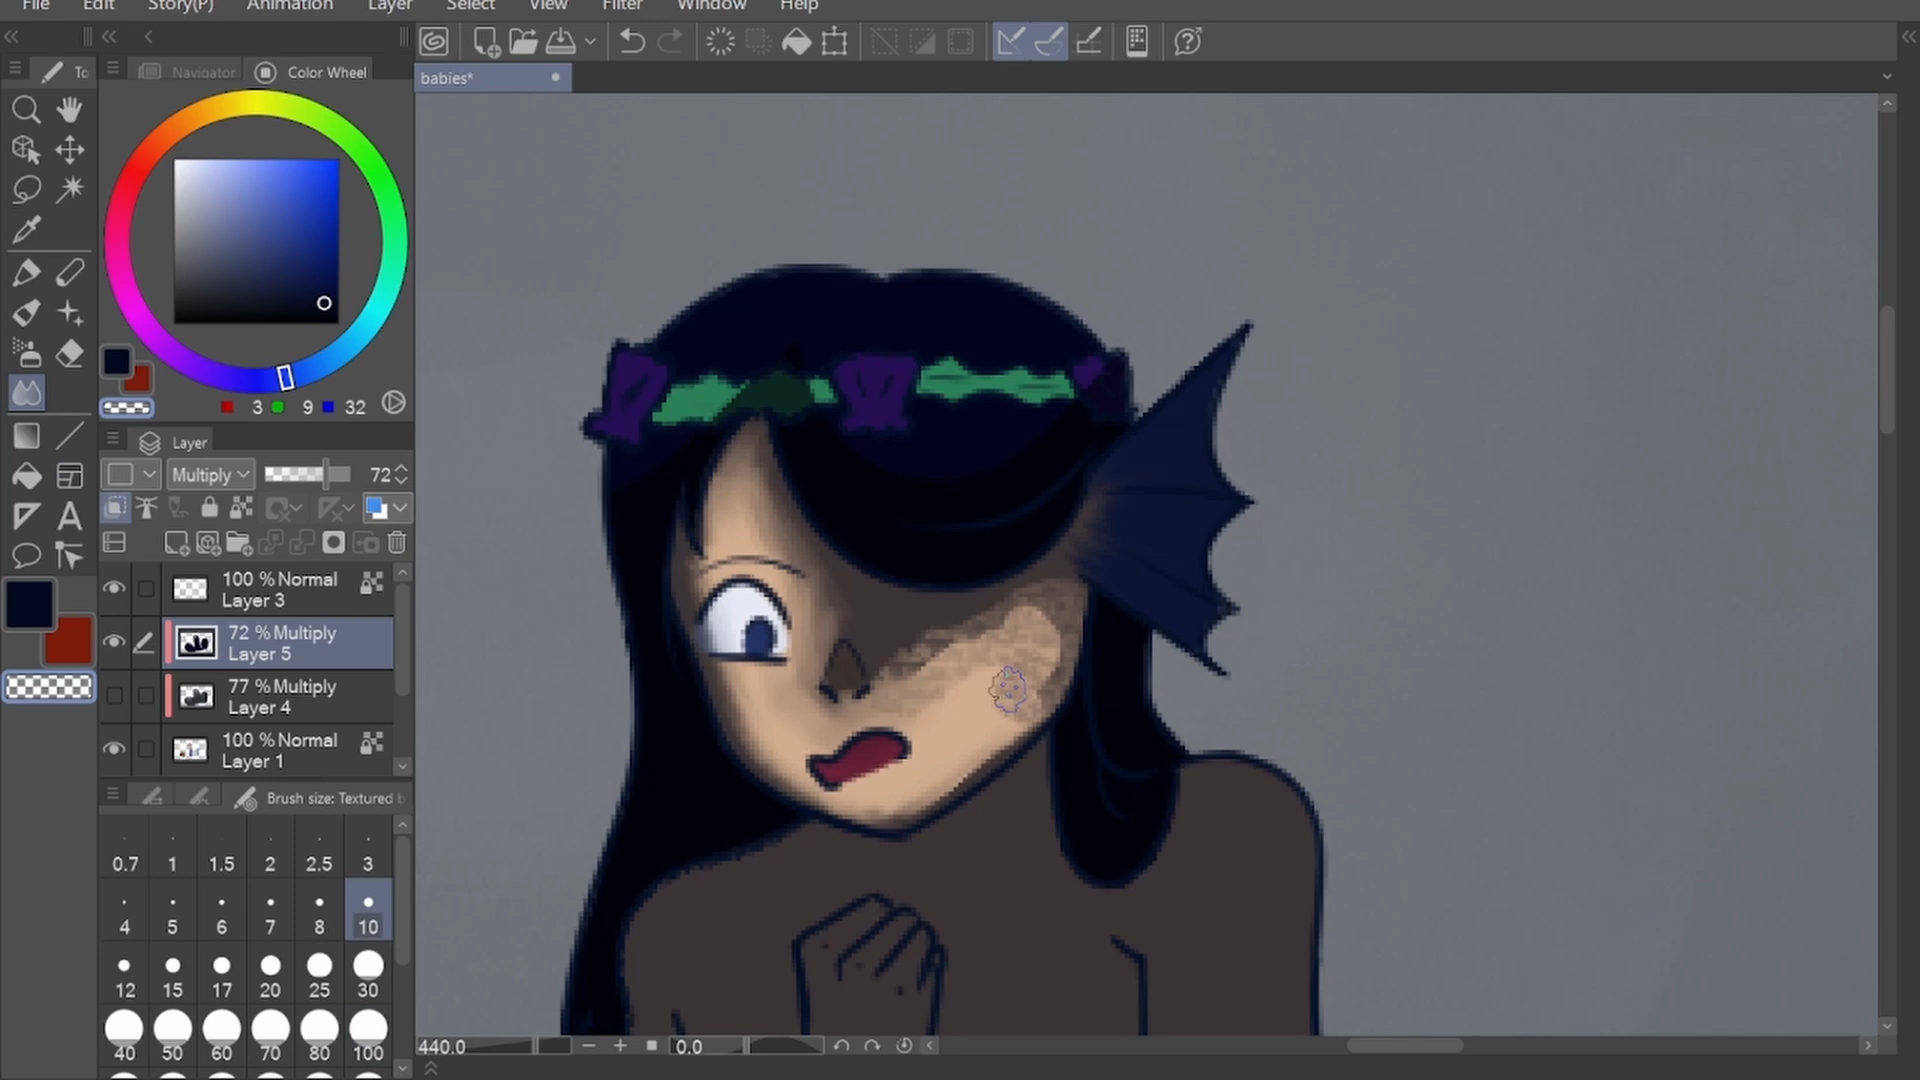 File Edit Story(P) Animation Layer Select View Filter Window Help
To Navigator Color Wheel
babies*
3 9 32
Layer
Multiply 72
100 % Normal
Layer 3
72 % Multiply
Layer 5
77 % Multiply
Layer 4
100 % Normal
Layer 1
Brush size: Textured b
0.7 1 1.5 2 2.5 3
4 5 6 7 8 10
12 15 17 20 25 30
40 50 60 70 80 100
440.0 0.0